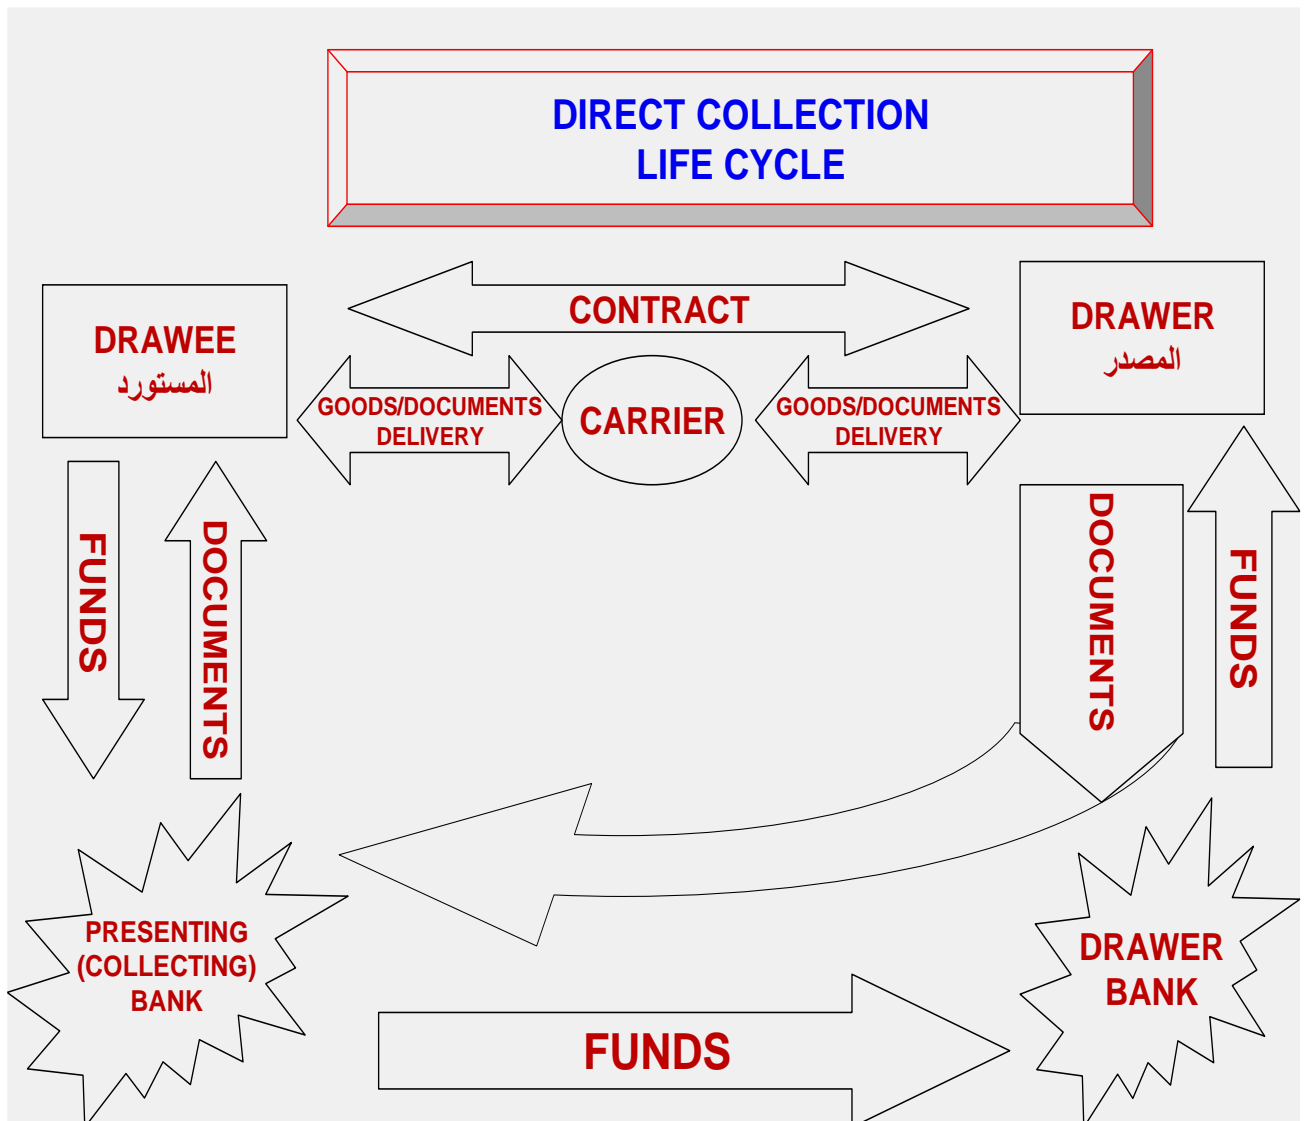 DIRECT COLLECTION
LIFE CYCLE
CONTRACT
DRAWEE
المستورد
DRAWER
المصدر
GOODS/DOCUMENTS
DELIVERY
CARRIER
GOODS/DOCUMENTS
DELIVERY
FUNDS
DOCUMENTS
DOCUMENTS
FUNDS
PRESENTING
(COLLECTING)
BANK
DRAWER
BANK
FUNDS